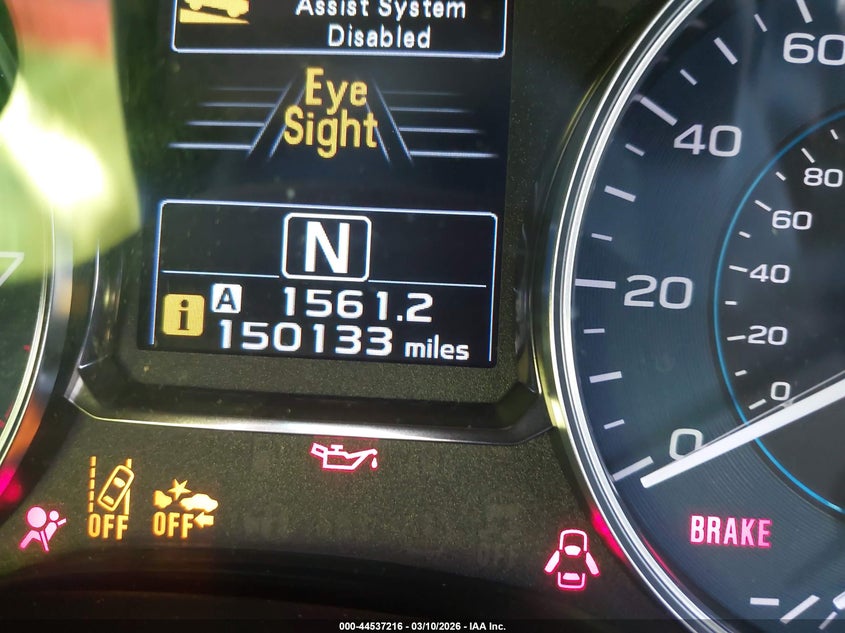 Assist System
Disabled
Eye
Sight
N
A 1561.2
i 150133 miles
60
40
20
0
80
60
40
20
0
OFF
OFF
BRAKE
000-44537216 - 03/10/2026 - IAA Inc.